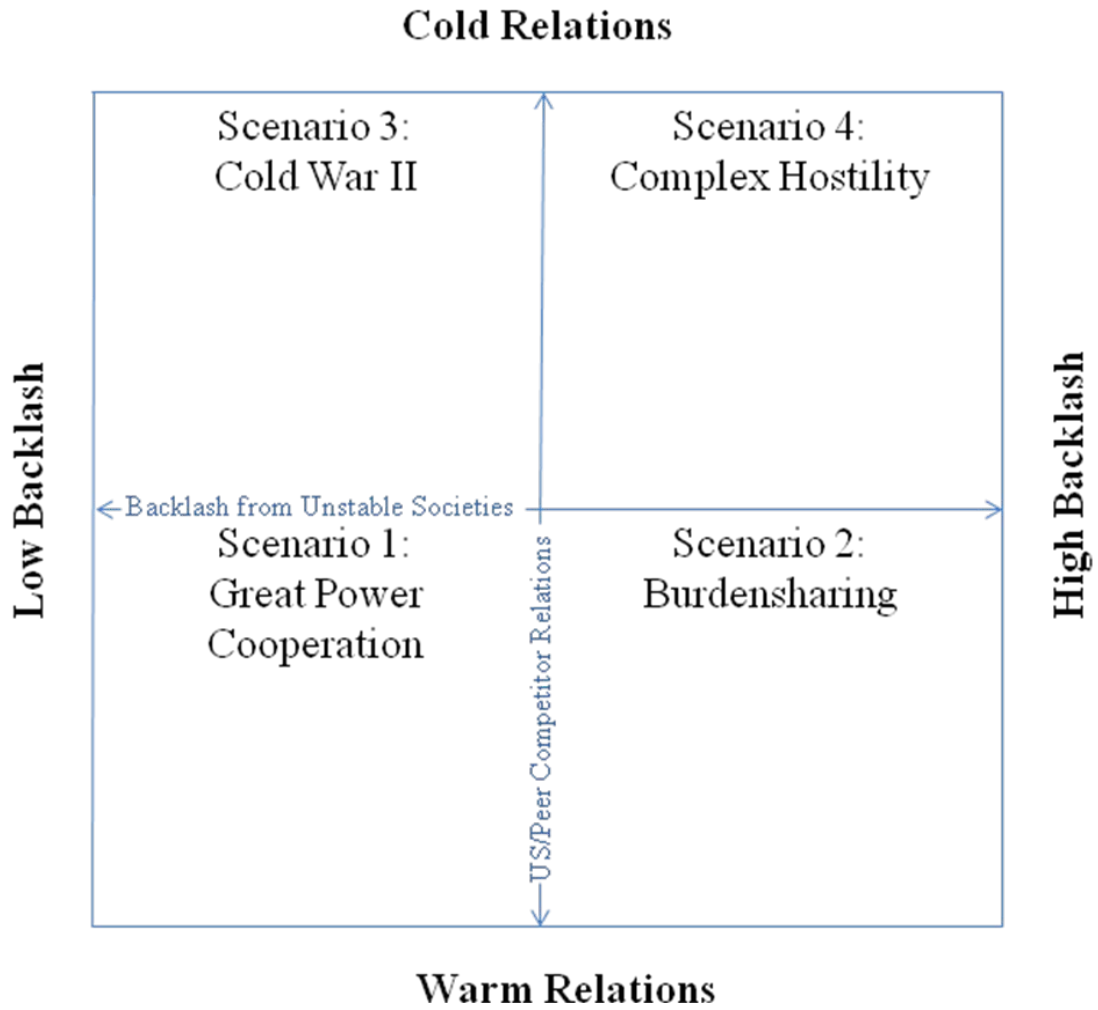 Cold Relations
Scenario 3:
Cold War II
Scenario 4:
Complex Hostility
Low Backlash
Backlash from Unstable Societies
High Backlash
Scenario 1:
Great Power
Cooperation
US/Peer Competitor Relations
Scenario 2:
Burdensharing
Warm Relations